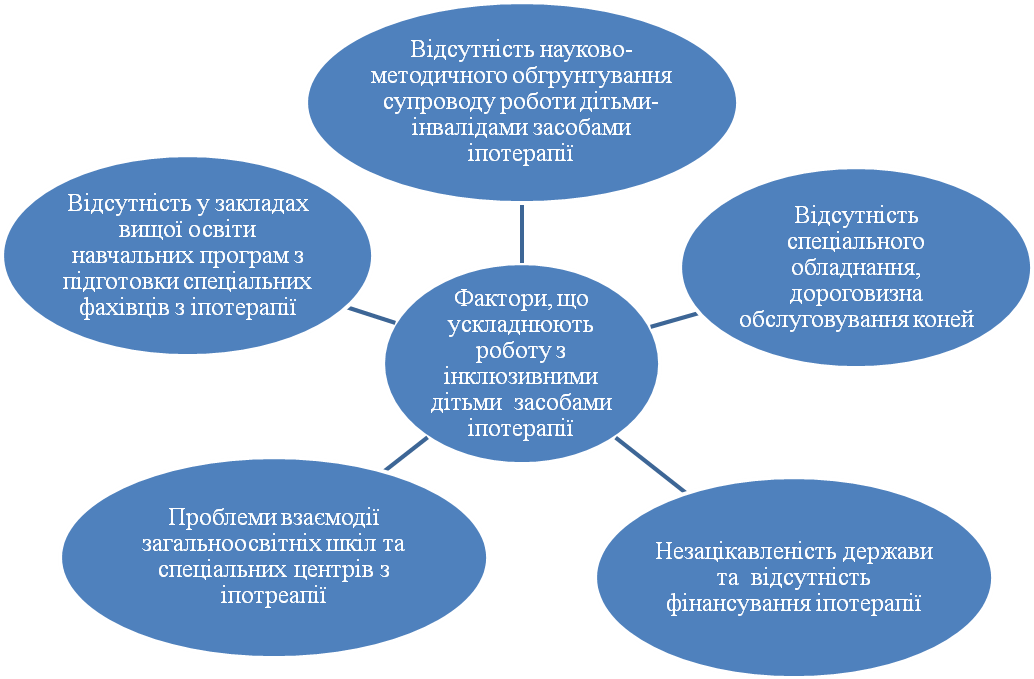 Відсутність науково-
методичного обгрунтування
супроводу роботи дітьми-
інвалідами засобами
іпотерапії
Відсутність у закладах
вищої освіти
навчальних програм з
підготовки спеціальних
фахівців з іпотерапії
Відсутність
спеціального
обладнання,
дороговизна
обслуговування коней
Фактори, що
ускладнюють
роботу з
інклюзивними
дітьми засобами
іпотерапії
Проблеми взаємодії
загальноосвітніх шкіл та
спеціальних центрів з
іпотреапії
Незацікавленість держави
та відсутність
фінансування іпотерапії